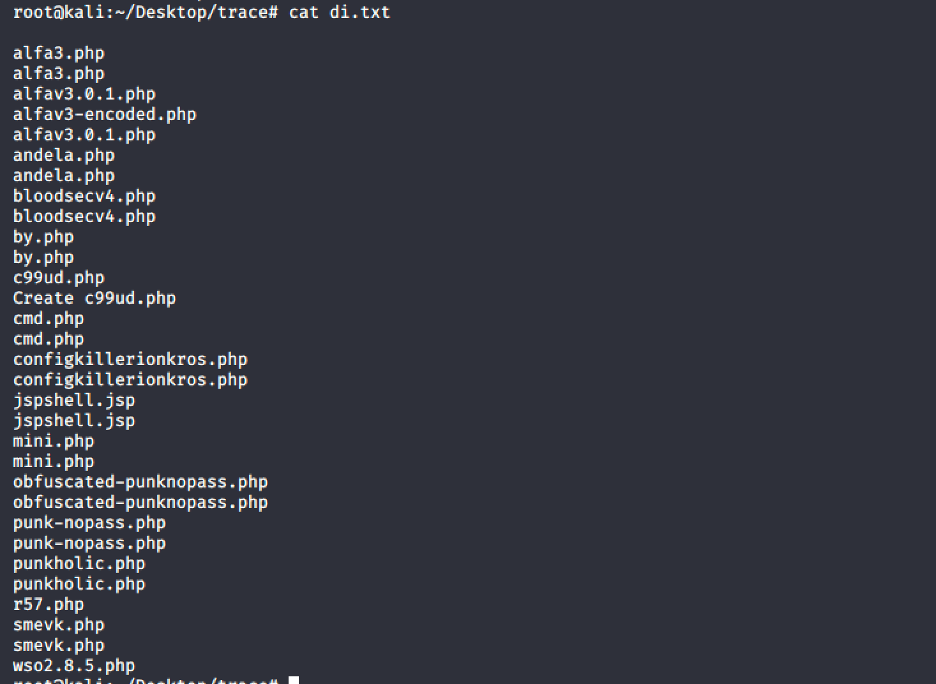 root@kali:~/Desktop/trace# cat di.txt
alfa3.php
alfa3.php
alfav3.0.1.php
alfav3-encoded.php
alfav3.0.1.php
andela.php
andela.php
bloodsecv4.php
bloodsecv4.php
by.php
by.php
c99ud.php
Create c99ud.php
cmd.php
cmd.php
configkillerionkros.php
configkillerionkros.php
jspshell.jsp
jspshell.jsp
mini.php
mini.php
obfuscated-punknopass.php
obfuscated-punknopass.php
punk-nopass.php
punk-nopass.php
punkholic.php
punkholic.php
r57.php
smevk.php
smevk.php
wso2.8.5.php
root@kali:~/Desktop/trace#